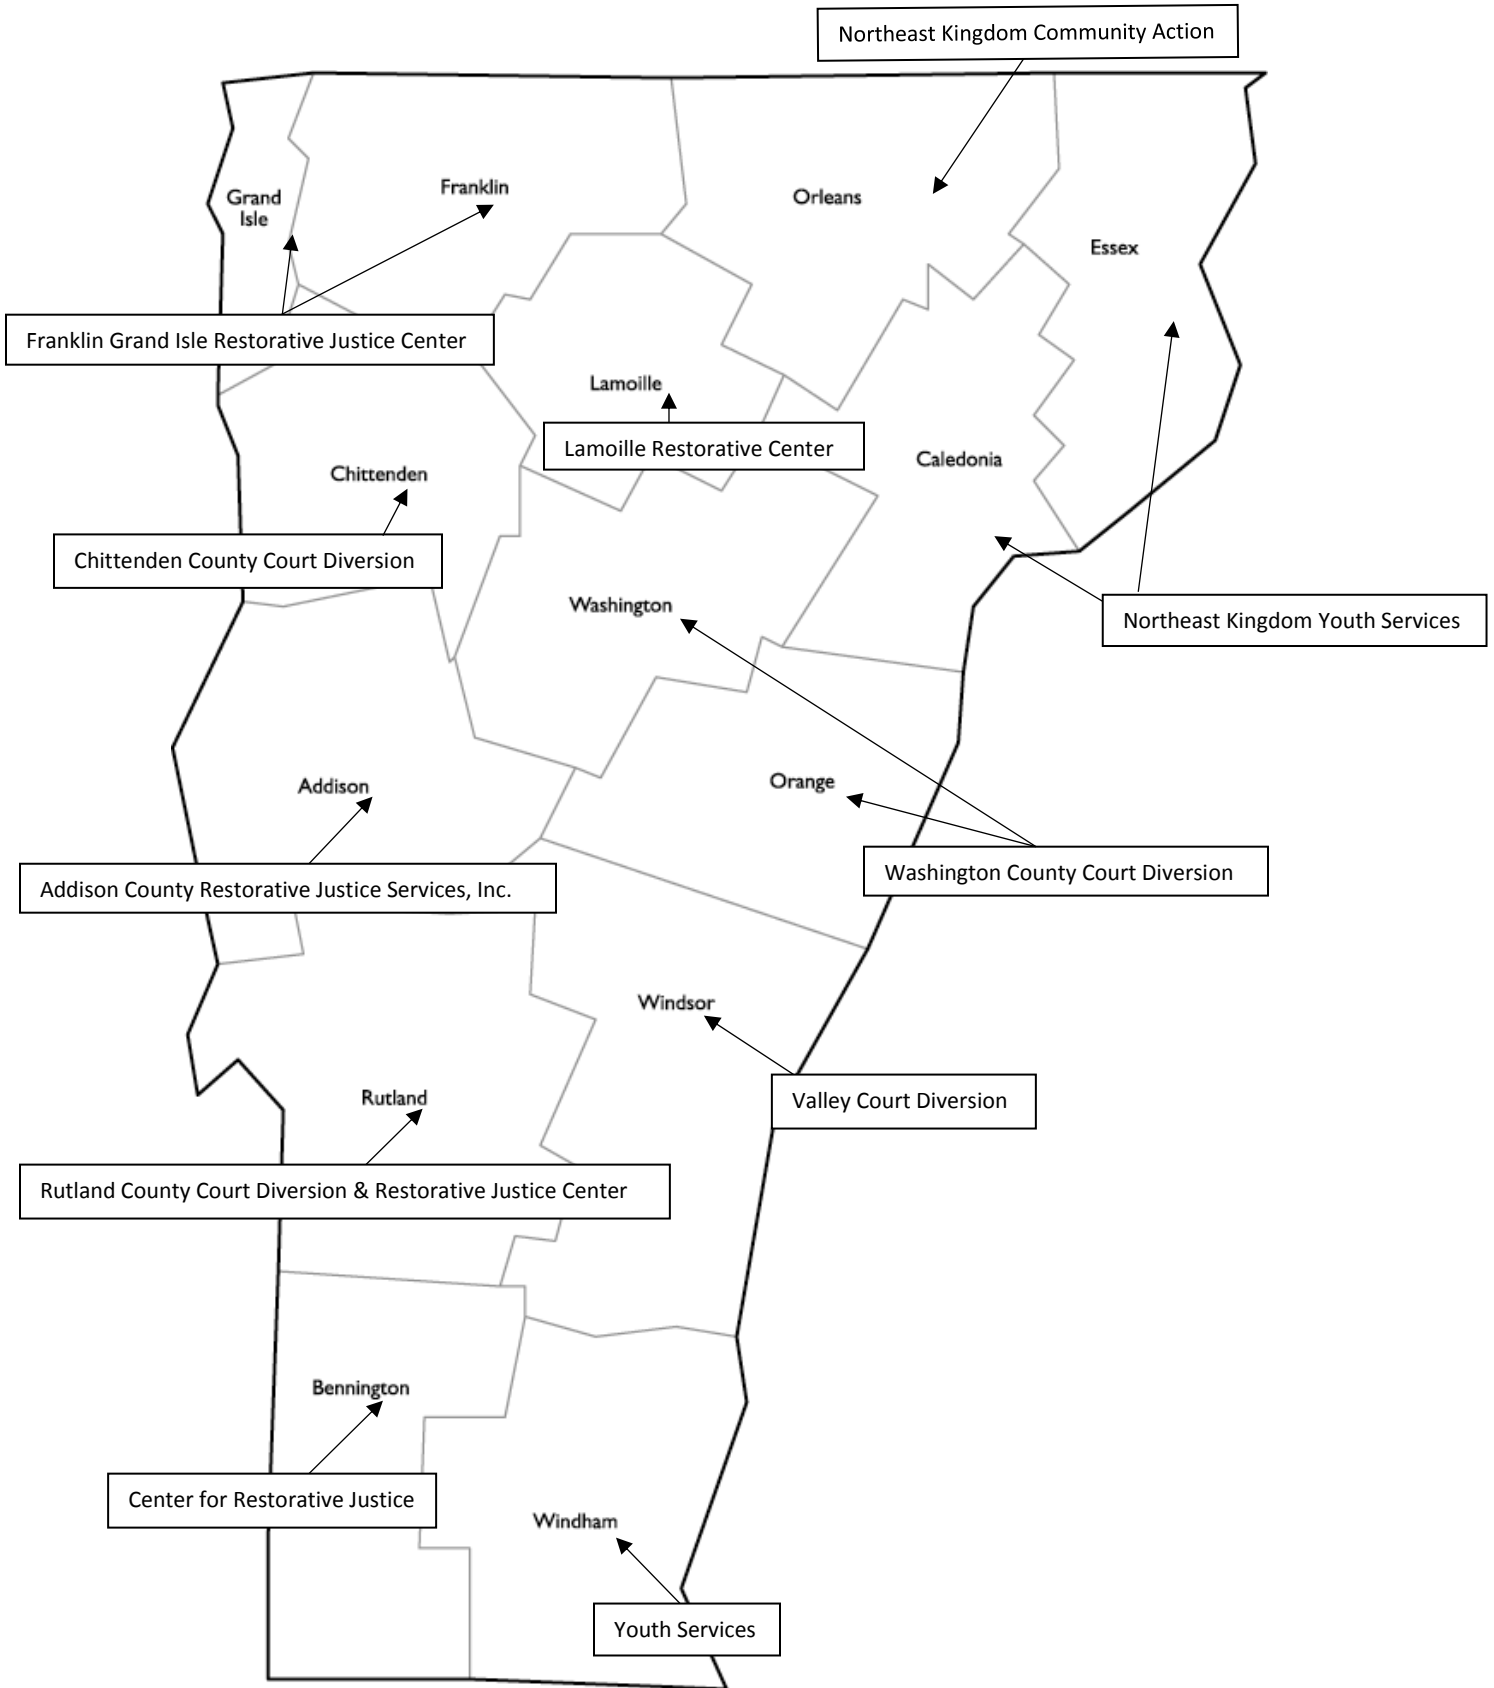 Northeast Kingdom Community Action
Franklin
Grand
Isle
Orleans
Essex
Franklin Grand Isle Restorative Justice Center
Lamoille
Lamoille Restorative Center
Caledonia
Chittenden
Chittenden County Court Diversion
Washington
Northeast Kingdom Youth Services
Addison
Orange
Washington County Court Diversion
Addison County Restorative Justice Services, Inc.
Windsor
Rutland
Valley Court Diversion
Rutland County Court Diversion & Restorative Justice Center
Bennington
Center for Restorative Justice
Windham
Youth Services